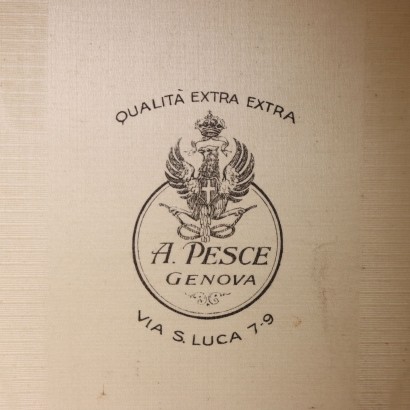 QUALITÀ EXTRA EXTRA
A. PESCE
GENOVA
VIA S. LUCA 7-9